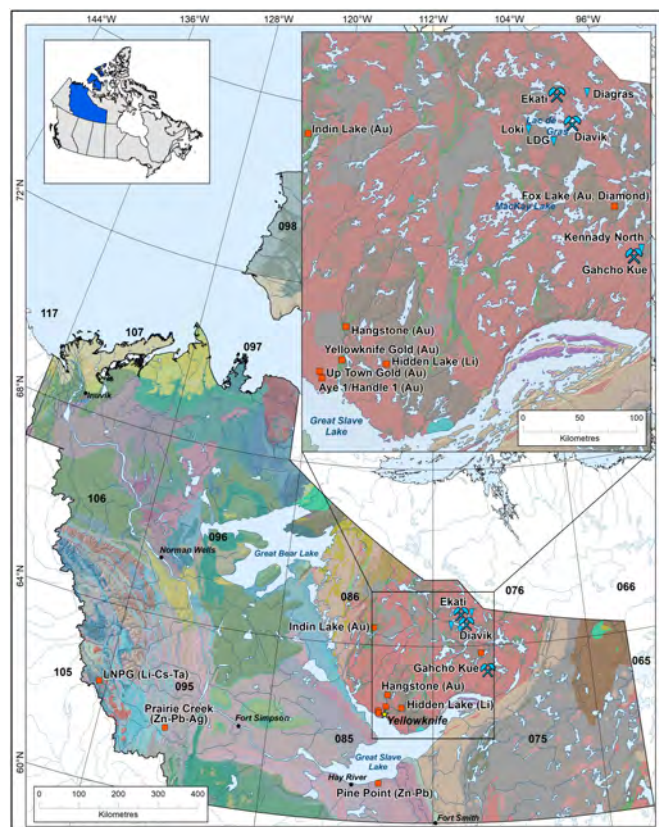 144°W
136°W
128°W
120°W
112°W
104°W
96°W
72°N
68°N
64°N
60°N
Ekati
Diagras
Lac de
Gras
Loki
Diavik
LDG
Indin Lake (Au)
Fox Lake (Au, Diamond)
MacKay Lake
Kennady North
Gahcho Kue
Hangstone (Au)
Yellowknife Gold (Au)
Hidden Lake (Li)
Up Town Gold (Au)
Aye 1/Handle 1 (Au)
Great Slave
Lake
0 50 100
Kilometres
098
117
107
097
Inuvik
106
096
Norman Wells
Great Bear Lake
086
076
066
Ekati
Indin Lake (Au)
Diavik
065
105
LNPG (Li-Cs-Ta)
Gahcho Kue
095
Hangstone (Au)
Prairie Creek
(Zn-Pb-Ag)
Hidden Lake (Li)
Yellowknife
Fort Simpson
085
075
Great Slave
Lake
Hay River
Pine Point (Zn-Pb)
0 100 200 300 400
Kilometres
Fort Smith